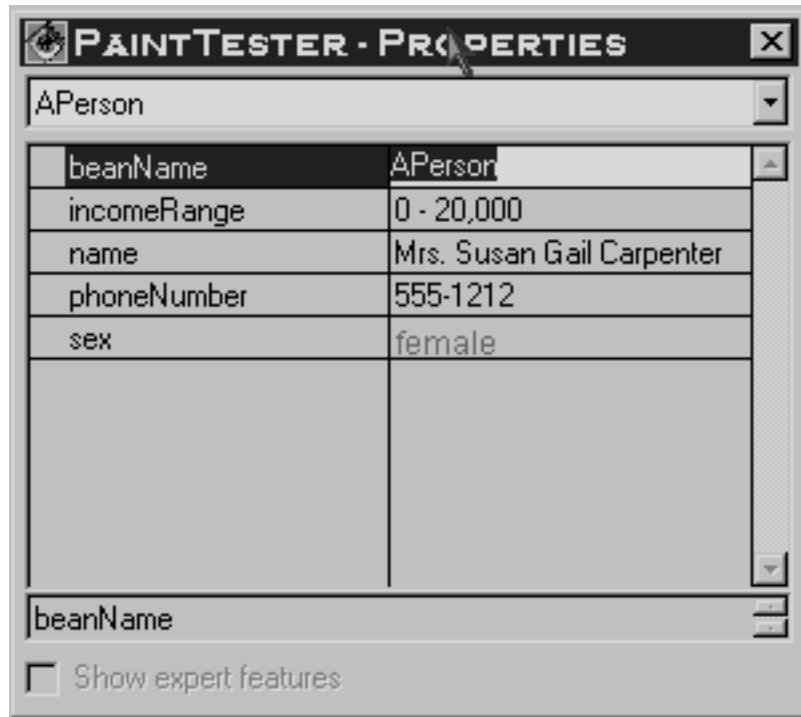 PAINTTESTER - PROPERTIES
APerson
beanName APerson
incomeRange 0 - 20,000
name Mrs. Susan Gail Carpenter
phoneNumber 555-1212
sex female
beanName
Show expert features